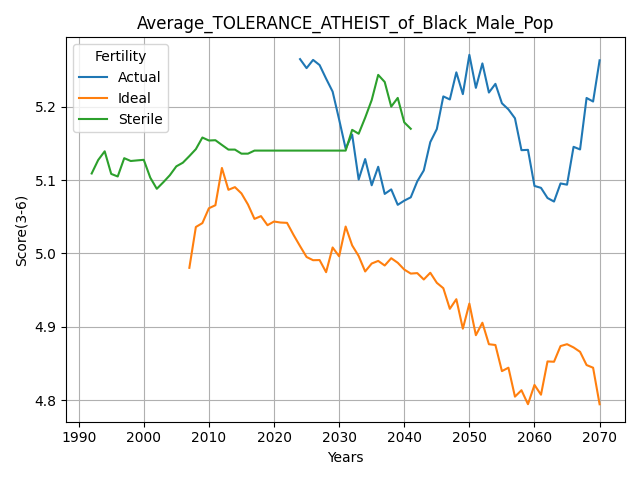 Average_TOLERANCE_ATHEIST_of_Black_Male_Pop
Fertility
Actual
Ideal
Sterile
Score(3-6)
5.2
5.1
5.0
4.9
4.8
1990 2000 2010 2020 2030 2040 2050 2060 2070
Years